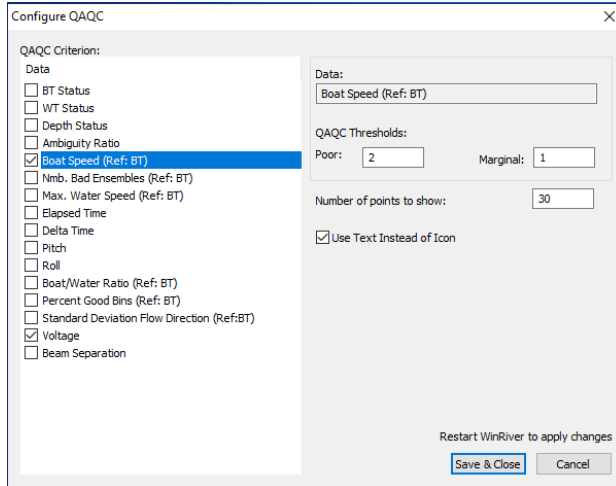 Configure QAQC
QAQC Criterion:
Data
BT Status
WT Status
Depth Status
Ambiguity Ratio
Boat Speed (Ref: BT)
Nmb. Bad Ensembles (Ref: BT)
Max. Water Speed (Ref: BT)
Elapsed Time
Delta Time
Pitch
Roll
Boat/Water Ratio (Ref: BT)
Percent Good Bins (Ref: BT)
Standard Deviation Flow Direction (Ref:BT)
Voltage
Beam Separation
Data:
Boat Speed (Ref: BT)
QAQC Thresholds:
Poor: 2 Marginal: 1
Number of points to show: 30
Use Text Instead of Icon
Restart WinRiver to apply changes
Save & Close Cancel